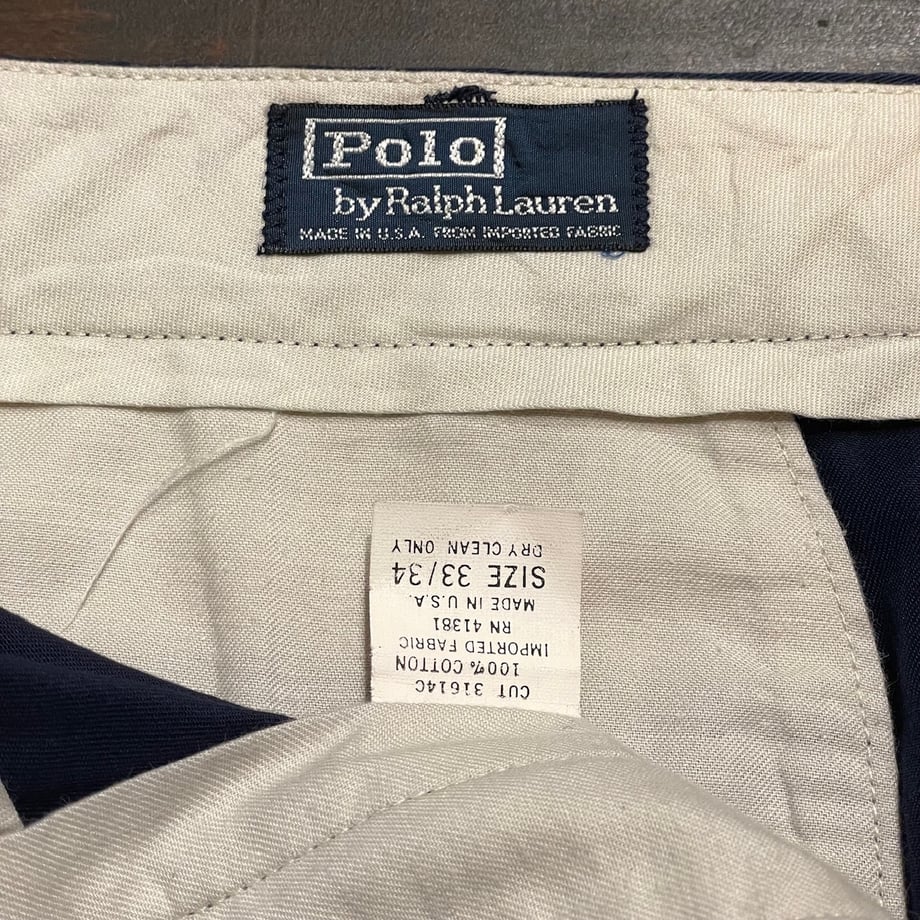 Polo
by Ralph Lauren
MADE IN U.S.A. FROM IMPORTED FABRIC
CUT 31614C
100% COTTON
IMPORTED FABRIC
RN 41381
MADE IN U.S.A.
SIZE 33/34
DRY CLEAN ONLY